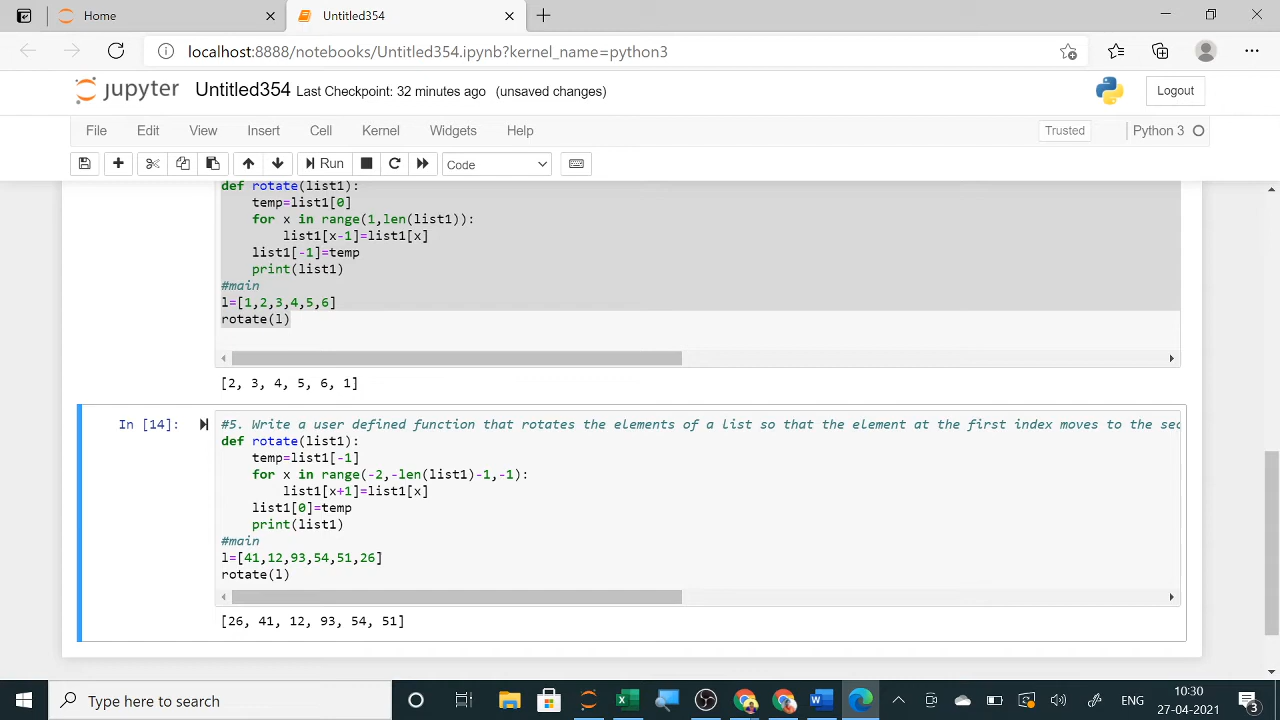 Home
Untitled354
localhost:8888/notebooks/Untitled354.ipynb?kernel_name=python3
jupyter Untitled354 Last Checkpoint: 32 minutes ago (unsaved changes)
Logout
File Edit View Insert Cell Kernel Widgets Help
Trusted
Python 3
Run
Code
def rotate(list1):
    temp=list1[0]
    for x in range(1,len(list1)):
        list1[x-1]=list1[x]
    list1[-1]=temp
    print(list1)
#main
l=[1,2,3,4,5,6]
rotate(l)
[2, 3, 4, 5, 6, 1]
In [14]:
#5. Write a user defined function that rotates the elements of a list so that the element at the first index moves to the sec
def rotate(list1):
    temp=list1[-1]
    for x in range(-2,-len(list1)-1,-1):
        list1[x+1]=list1[x]
    list1[0]=temp
    print(list1)
#main
l=[41,12,93,54,51,26]
rotate(l)
[26, 41, 12, 93, 54, 51]
Type here to search
ENG
10:30
27-04-2021
3